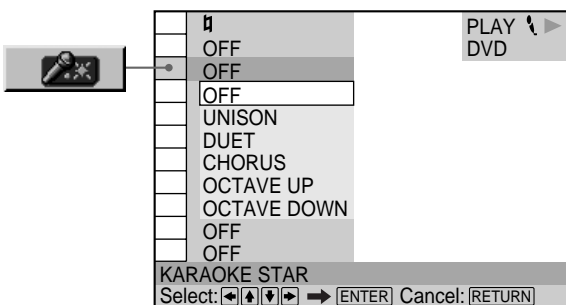 ♮
PLAY
OFF
DVD
OFF
OFF
UNISON
DUET
CHORUS
OCTAVE UP
OCTAVE DOWN
OFF
OFF
KARAOKE STAR
Select: ← ↑ ↓ → ➡ ENTER Cancel: RETURN